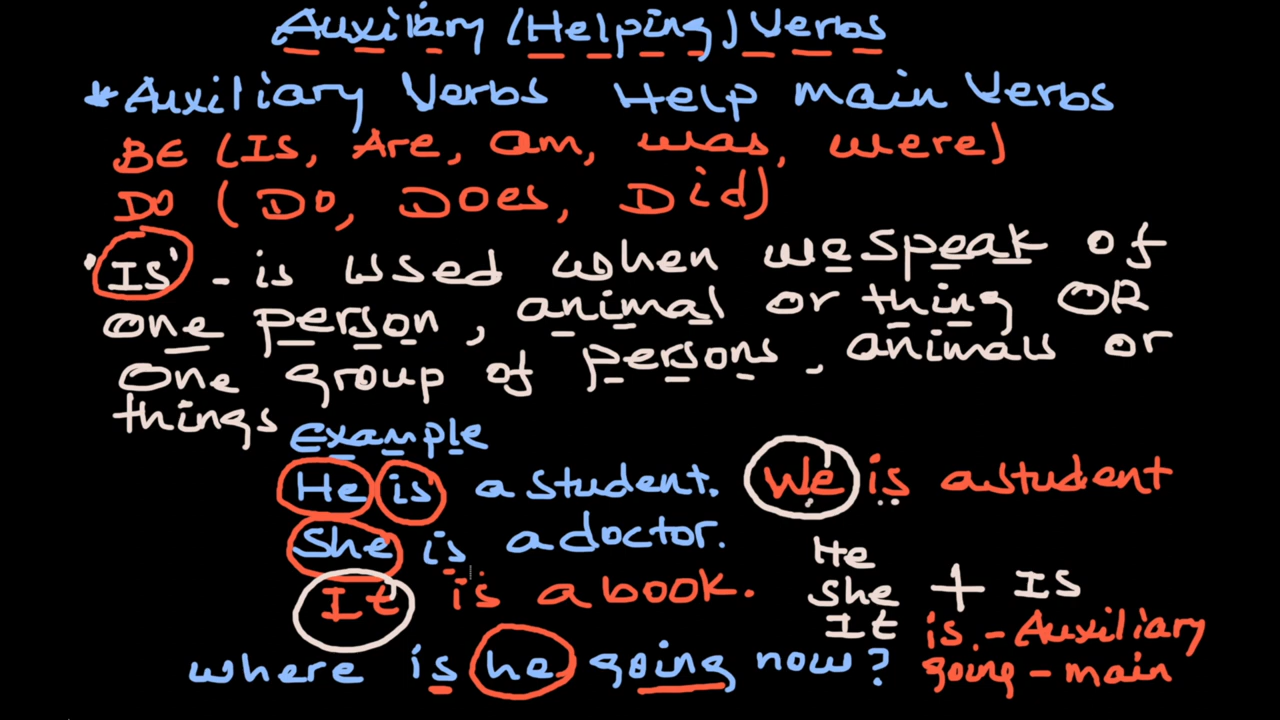 Auxiliary (Helping) Verbs
* Auxiliary Verbs Help main Verbs
BE (Is, Are, am, was, were)
DO (Do, Does, Did)
'Is' - is used when we speak of
one person, animal or thing OR
One group of persons, animals or
things
Example
He is a student. We is a student
She is a doctor.
It is a book.
He
She + IS
It
where is he going now?
is. - Auxiliary
going - main